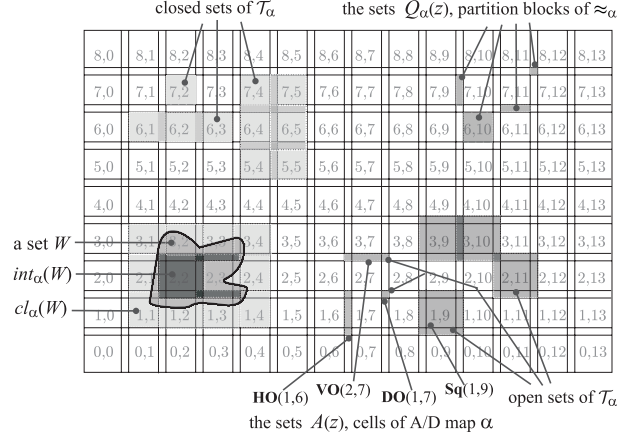 closed sets of 𝒯α
the sets Qα(z), partition blocks of ≈α
8,0 8,1 8,2 8,3 8,4 8,5 8,6 8,7 8,8 8,9 8,10 8,11 8,12 8,13
7,0 7,1 7,2 7,3 7,4 7,5 7,6 7,7 7,8 7,9 7,10 7,11 7,12 7,13
6,0 6,1 6,2 6,3 6,4 6,5 6,6 6,7 6,8 6,9 6,10 6,11 6,12 6,13
5,0 5,1 5,2 5,3 5,4 5,5 5,6 5,7 5,8 5,9 5,10 5,11 5,12 5,13
4,0 4,1 4,2 4,3 4,4 4,5 4,6 4,7 4,8 4,9 4,10 4,11 4,12 4,13
3,0 3,1 3,4 3,5 3,6 3,7 3,8 3,9 3,10 3,11 3,12 3,13
a set W
2,0 2,1 2,2 2,4 2,5 2,6 2,7 2,8 2,9 2,10 2,11 2,12 2,13
intα(W)
1,0 1,1 1,2 1,3 1,4 1,5 1,6 1,7 1,8 1,9 1,10 1,11 1,12 1,13
clα(W)
0,0 0,1 0,2 0,3 0,4 0,5 0,6 0,7 0,8 0,9 0,10 0,11 0,12 0,13
HO(1,6) VO(2,7) DO(1,7) Sq(1,9) open sets of 𝒯α
the sets A(z), cells of A/D map α